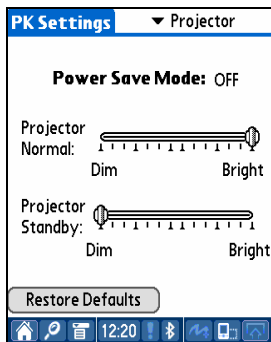 PK Settings ▼ Projector
Power Save Mode: OFF
Projector
Normal:
Dim Bright
Projector
Standby:
Dim Bright
Restore Defaults
12:20